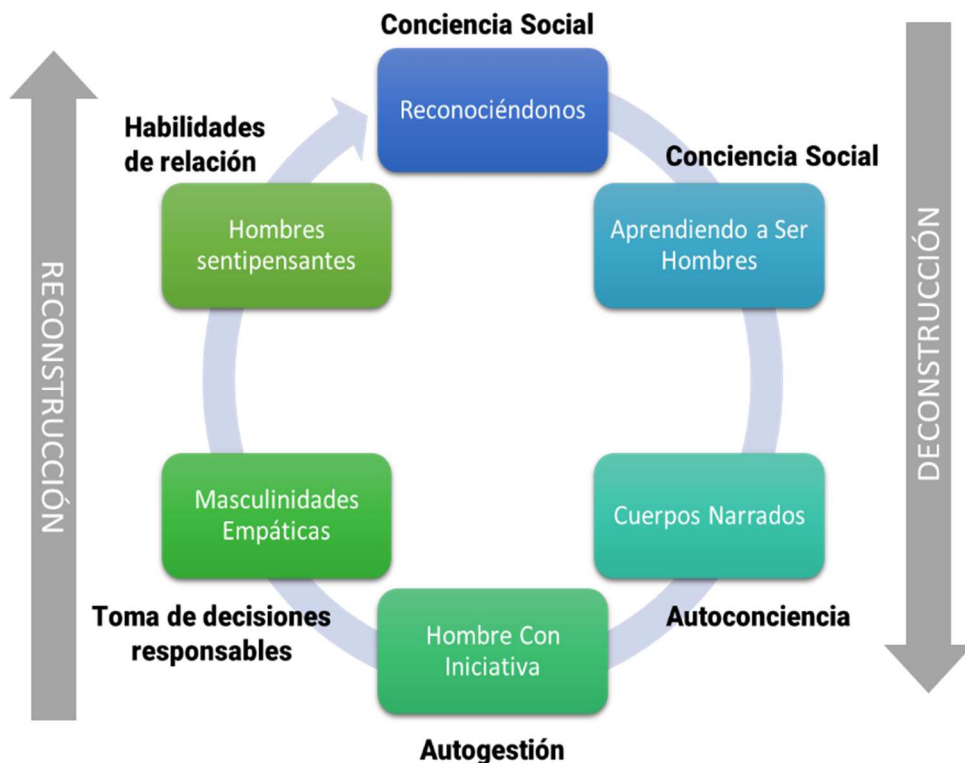 Conciencia Social
Reconociéndonos
Conciencia Social
Aprendiendo a Ser
Hombres
Cuerpos Narrados
Autoconciencia
Hombre Con
Iniciativa
Autogestión
Masculinidades
Empáticas
Toma de decisiones
responsables
Habilidades
de relación
Hombres
sentipensantes
DECONSTRUCCIÓN
RECONSTRUCCIÓN